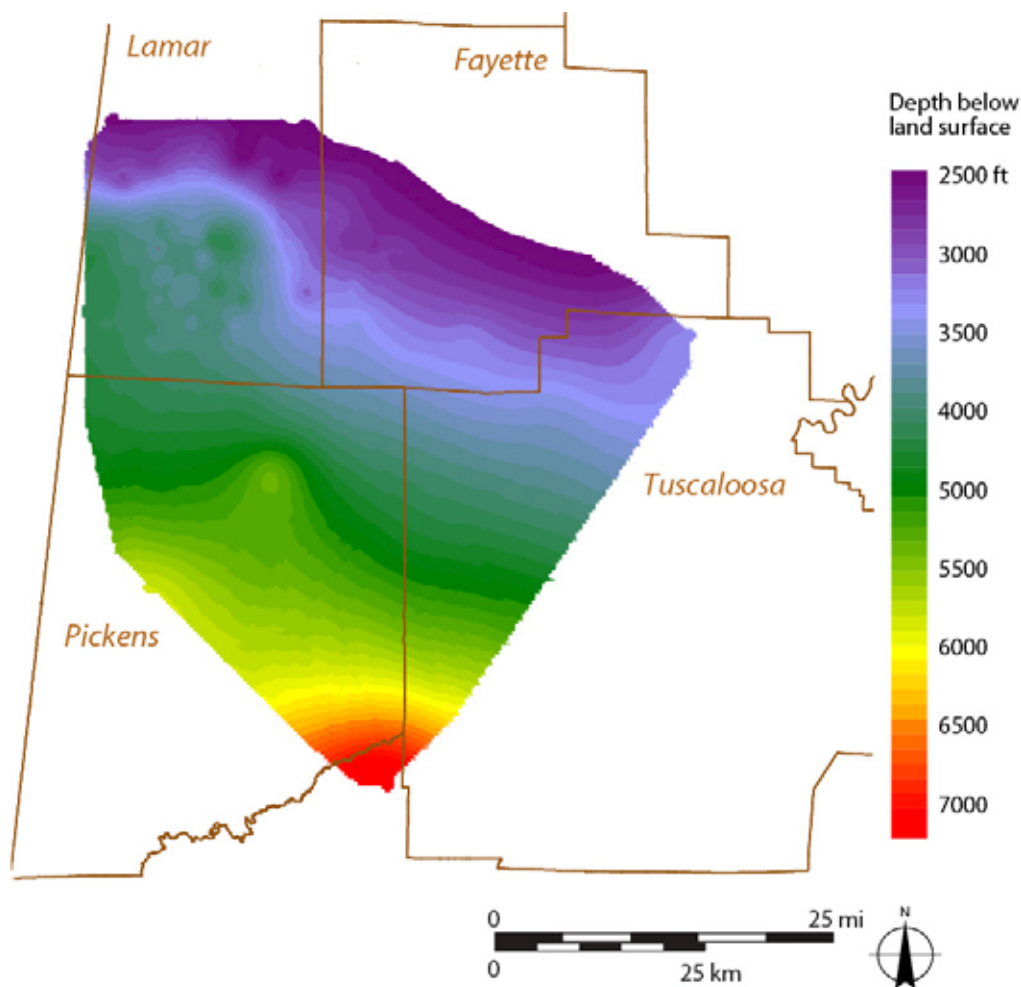 Lamar
Fayette
Depth below
land surface
2500 ft
3000
3500
4000
5000
5500
6000
6500
7000
Tuscaloosa
Pickens
0
25 mi
0
25 km
N